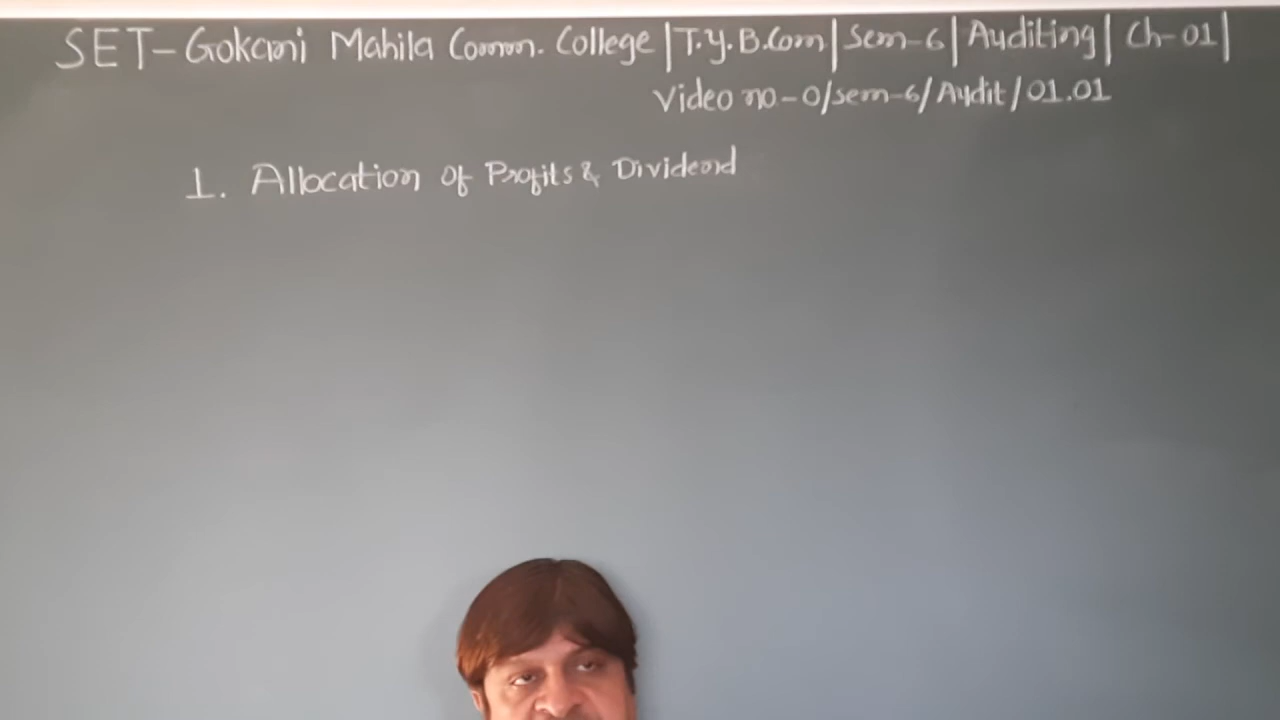 SET-Gokani Mahila Comm. College | T.Y.B.Com | Sem-6 | Auditing | Ch-01 |
Video no-0/sem-6/Audit/01.01
1. Allocation of Profits & Dividend